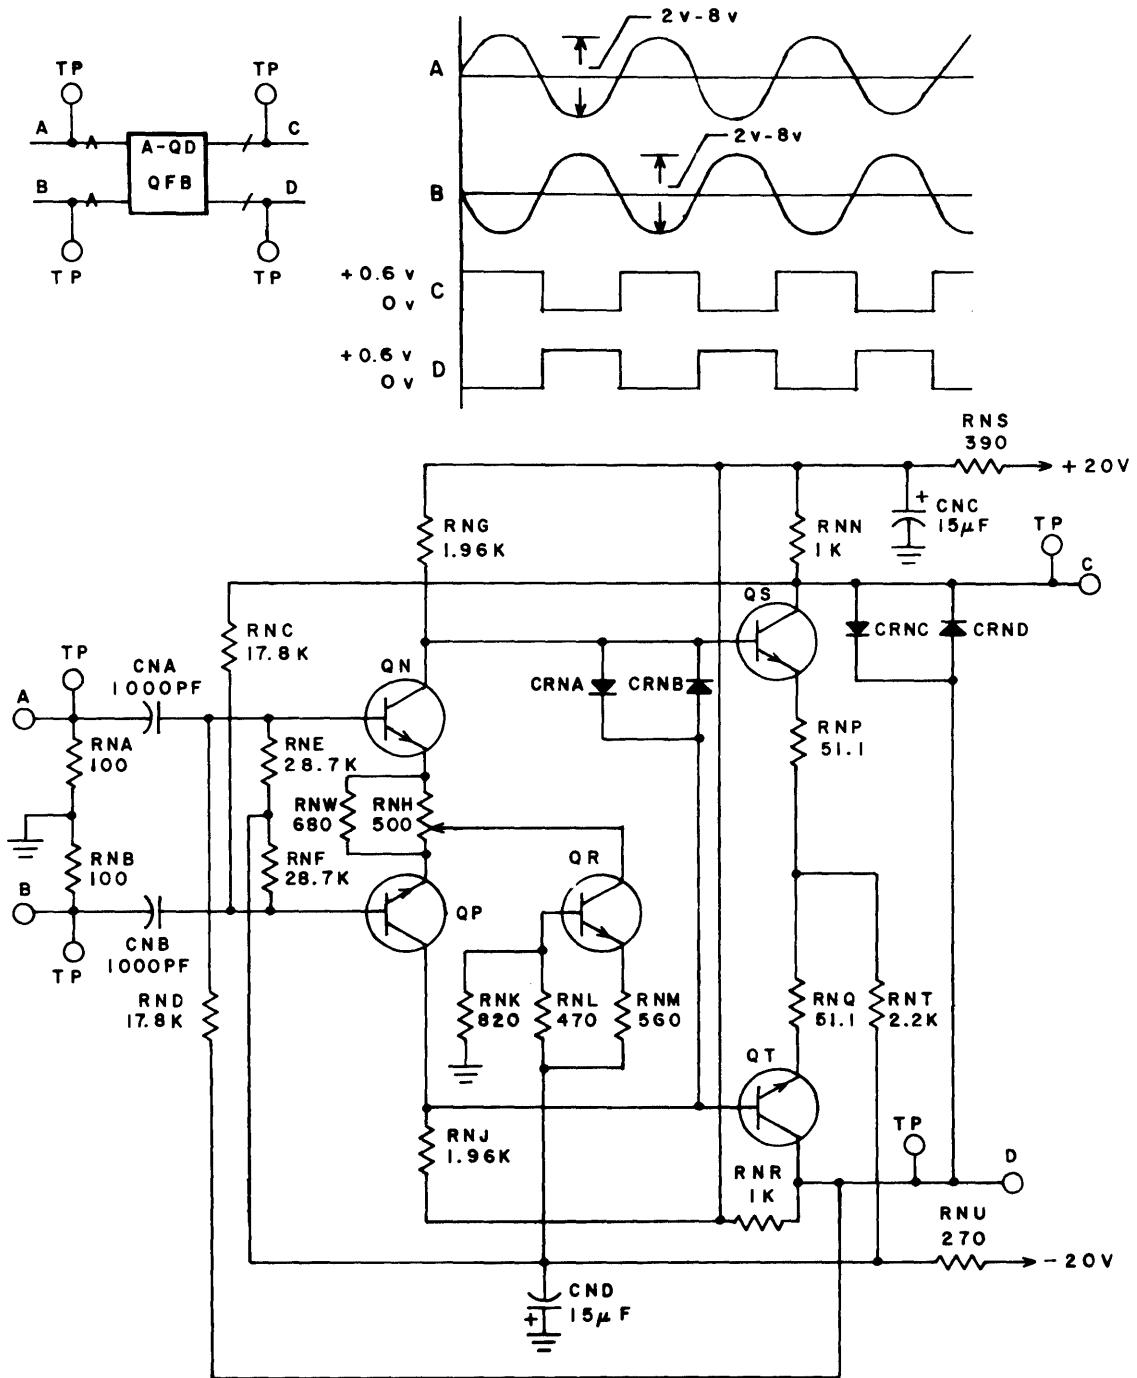 TP
TP
A
C
A-QD
QFB
B
D
TP
TP
2v-8v
A
2v-8v
B
+0.6v
C
0v
+0.6v
D
0v
RNS
390
+20V
CNC
15µF
+
TP
C
RNG
1.96K
RNN
1K
QS
CRNC
CRND
RNC
17.8K
TP
CNA
1000PF
A
QN
CRNA
CRNB
RNP
51.1
RNA
100
RNE
28.7K
RNW
680
RNH
500
RNB
100
RNF
28.7K
QR
B
QP
CNB
1000PF
TP
RND
17.8K
RNK
820
RNL
470
RNM
560
RNQ
51.1
RNT
2.2K
QT
TP
D
RNJ
1.96K
RNR
1K
RNU
270
-20V
CND
15µF
+